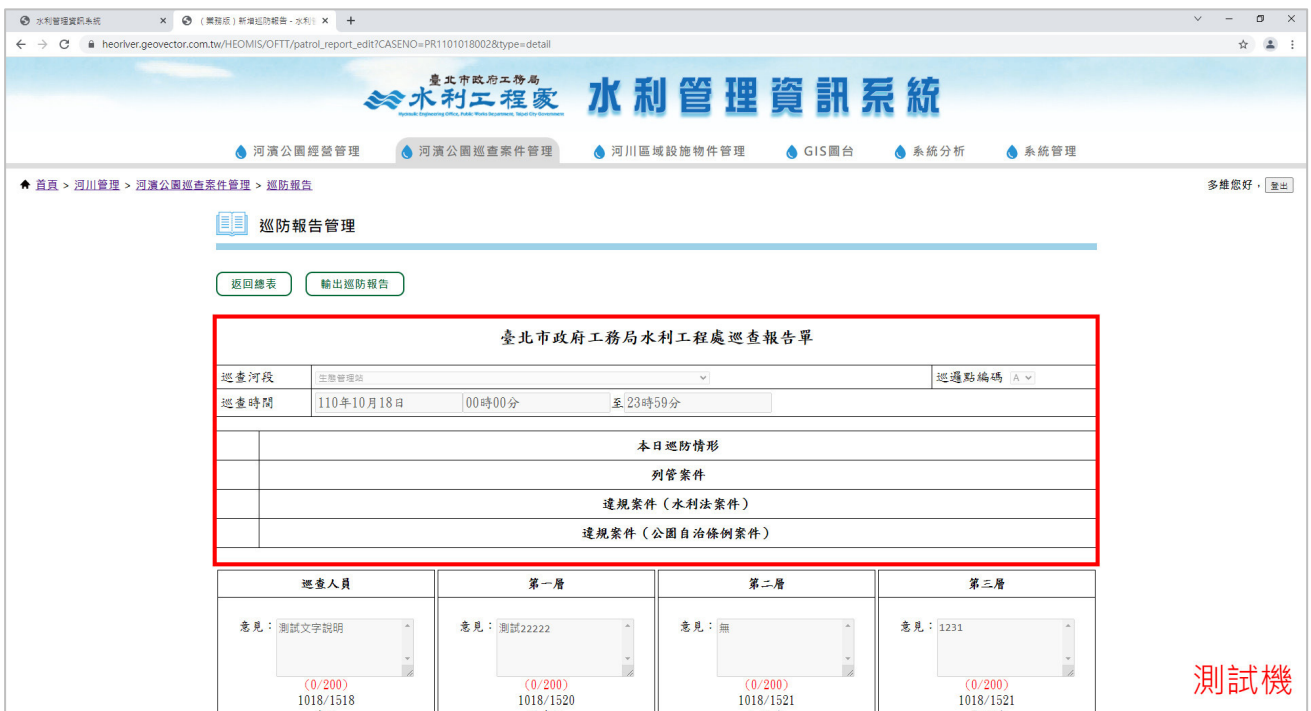 水利管理資訊系統
(業務版)新增巡防報告 - 水利
heoriver.geovector.com.tw/HEOMIS/OFTT/patrol_report_edit?CASENO=PR1101018002&type=detail
臺北市政府工務局
水利工程處 水利管理資訊系統
Hydraulic Engineering Office, Public Works Department, Taipei City Government
河濱公園經營管理 河濱公園巡查案件管理 河川區域設施物件管理 GIS圖台 系統分析 系統管理
首頁 > 河川管理 > 河濱公園巡查案件管理 > 巡防報告 多維您好, 登出
巡防報告管理
返回總表 輸出巡防報告
臺北市政府工務局水利工程處巡查報告單
巡查河段 生態管理站 巡邏點編碼 A
巡查時間 110年10月18日 00時00分 至 23時59分
本日巡防情形
列管案件
違規案件(水利法案件)
違規案件(公園自治條例案件)
巡查人員 第一層 第二層 第三層
意見:測試文字說明 意見:測試22222 意見:無 意見:1231
(0/200) (0/200) (0/200) (0/200)
1018/1518 1018/1520 1018/1521 1018/1521
測試機